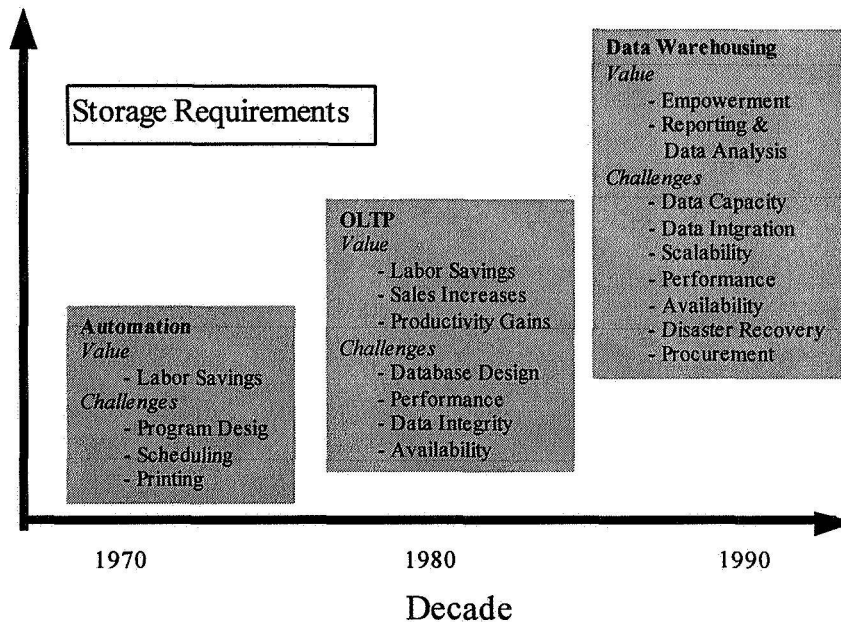 Storage Requirements
Automation
Value
- Labor Savings
Challenges
- Program Desig
- Scheduling
- Printing
OLTP
Value
- Labor Savings
- Sales Increases
- Productivity Gains
Challenges
- Database Design
- Performance
- Data Integrity
- Availability
Data Warehousing
Value
- Empowerment
- Reporting &
Data Analysis
Challenges
- Data Capacity
- Data Intgration
- Scalability
- Performance
- Availability
- Disaster Recovery
- Procurement
1970
1980
1990
Decade